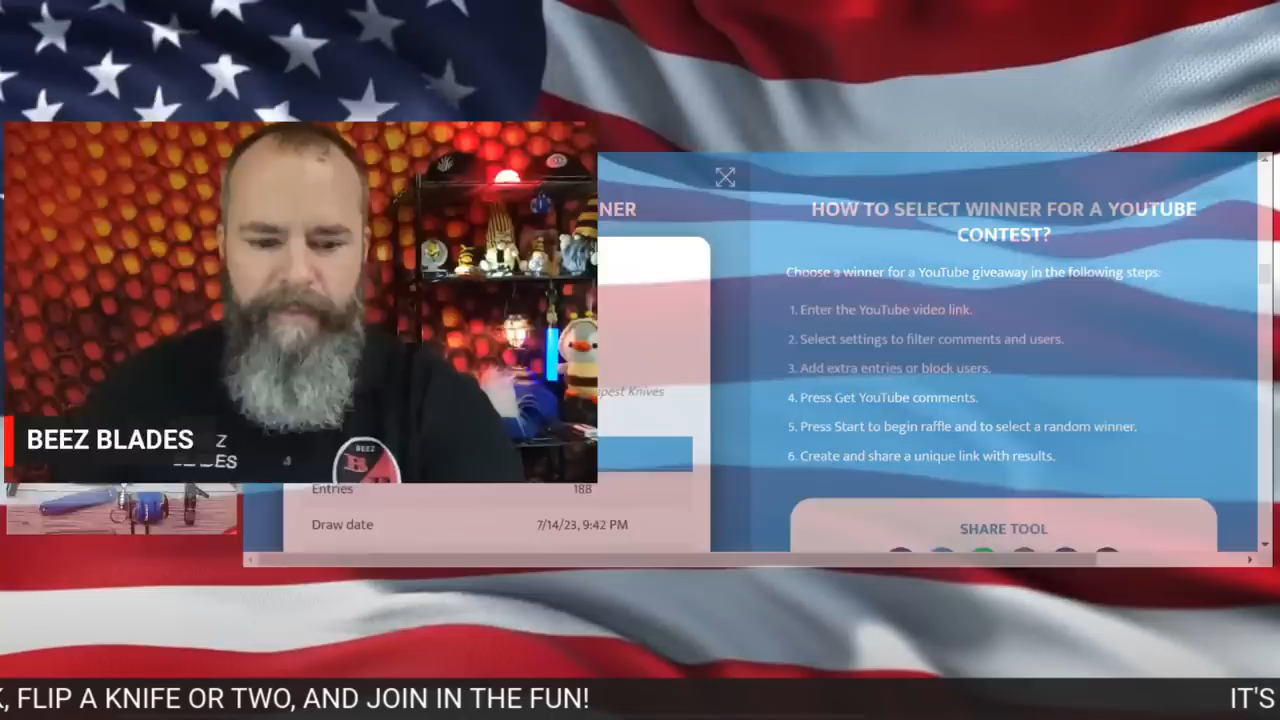 NER
HOW TO SELECT WINNER FOR A YOUTUBE
CONTEST?
Choose a winner for a YouTube giveaway in the following steps:
1. Enter the YouTube video link.
2. Select settings to filter comments and users.
3. Add extra entries or block users.
4. Press Get YouTube comments.
5. Press Start to begin raffle and to select a random winner.
6. Create and share a unique link with results.
pest Knives
BEEZ BLADES
Z
BEEZ
B
Entries 188
Draw date 7/14/23, 9:42 PM
SHARE TOOL
, FLIP A KNIFE OR TWO, AND JOIN IN THE FUN! IT'S